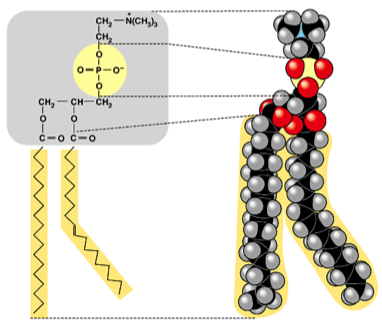 CH₂ — N⁺(CH₃)₃
CH₂
O
O=P—O⁻
O
CH₂—CH—CH₂
O O
C=O C=O